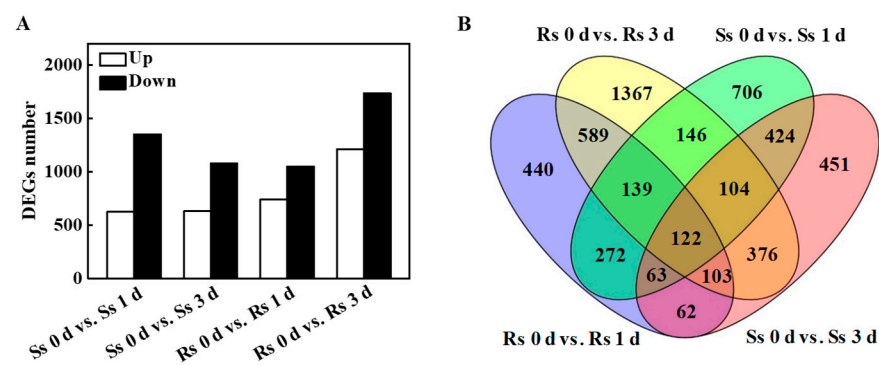 A
B
DEGs number
2000
1500
1000
500
0
Up
Down
Ss 0 d vs. Ss 1 d
Ss 0 d vs. Ss 3 d
Rs 0 d vs. Rs 1 d
Rs 0 d vs. Rs 3 d
Rs 0 d vs. Rs 3 d
Ss 0 d vs. Ss 1 d
1367
706
589
146
424
440
139
104
451
122
272
63
103
376
62
Rs 0 d vs. Rs 1 d
Ss 0 d vs. Ss 3 d